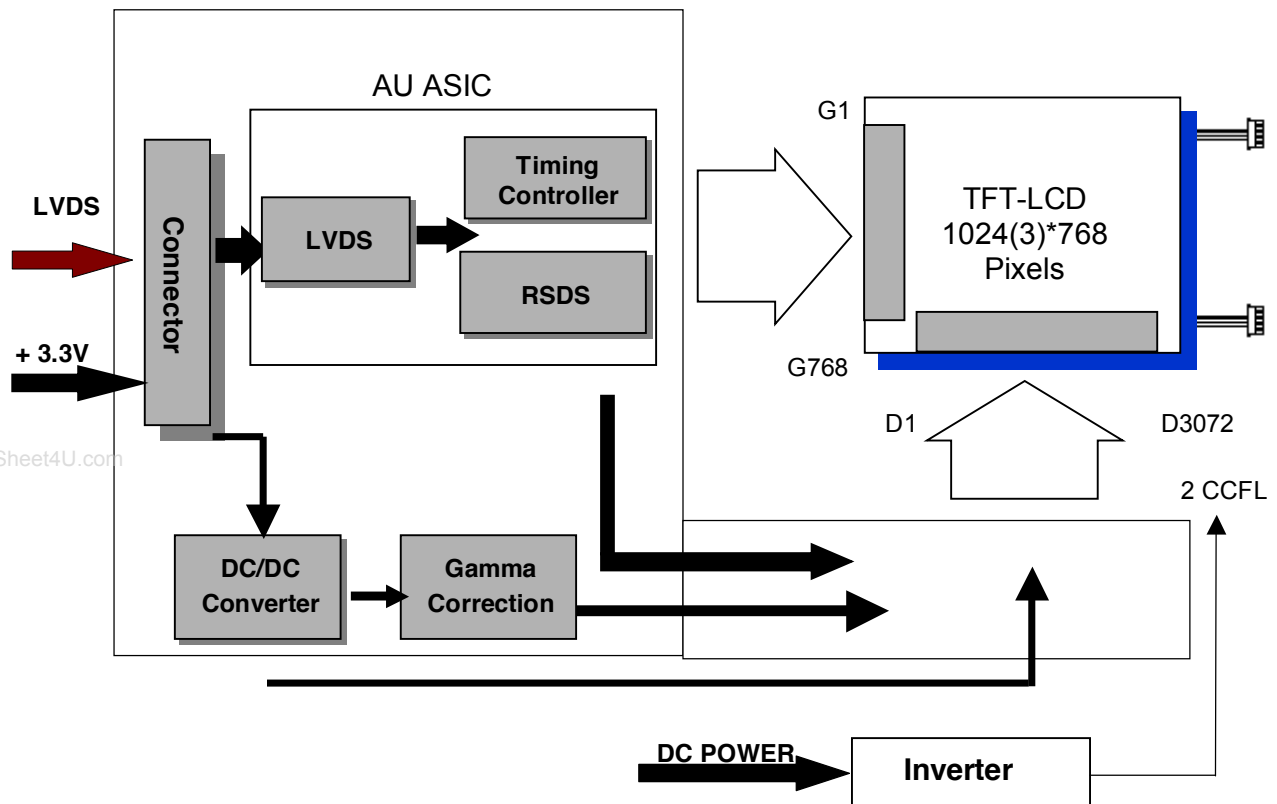 AU ASIC
G1
Timing
Controller
LVDS
Connector
LVDS
RSDS
TFT-LCD
1024(3)*768
Pixels
+ 3.3V
G768
D1
D3072
Sheet4U.com
2 CCFL
DC/DC
Converter
Gamma
Correction
DC POWER
Inverter